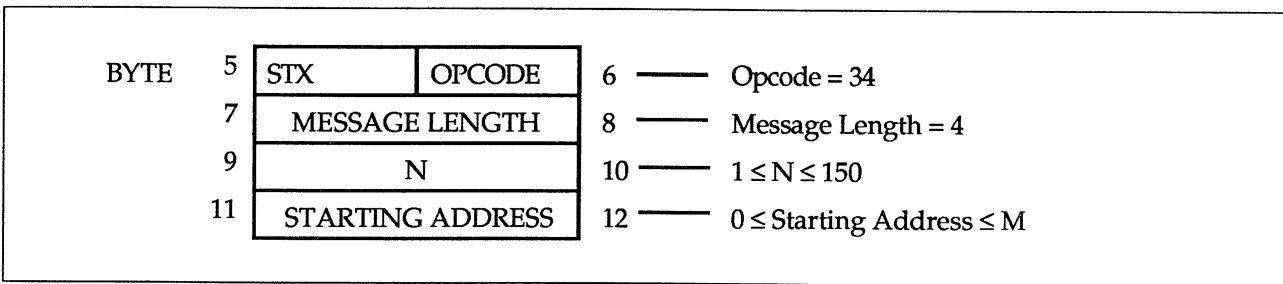 BYTE 5 STX OPCODE 6 Opcode = 34
7 MESSAGE LENGTH 8 Message Length = 4
9 N 10 1 ≤ N ≤ 150
11 STARTING ADDRESS 12 0 ≤ Starting Address ≤ M